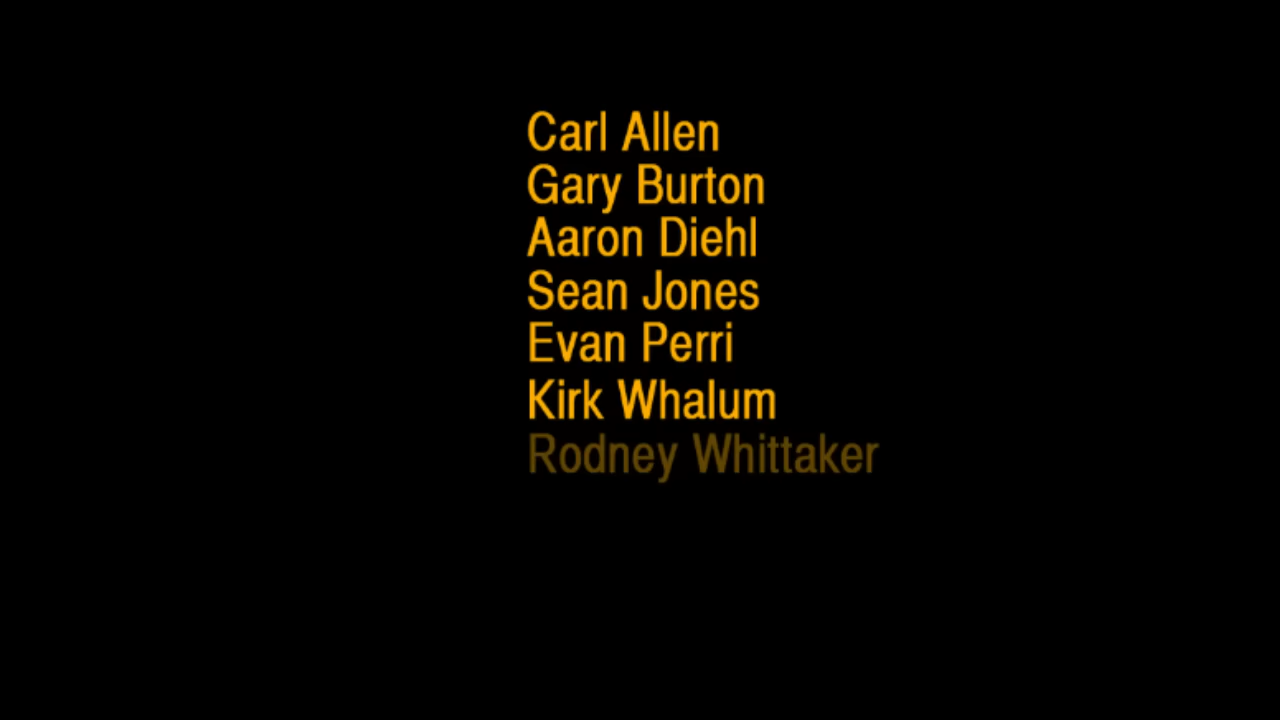 Carl Allen
Gary Burton
Aaron Diehl
Sean Jones
Evan Perri
Kirk Whalum
Rodney Whittaker